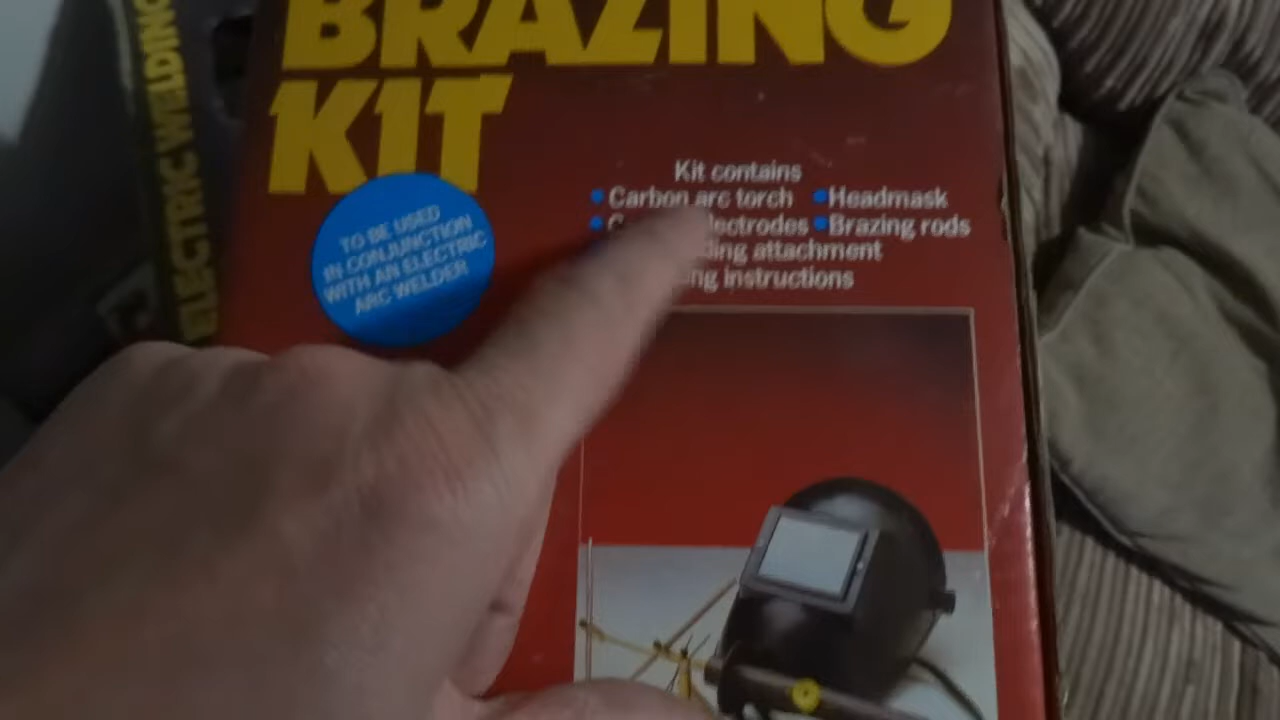 BRAZING
KIT
ELECTRIC WELDING
TO BE USED
IN CONJUNCTION
WITH AN ELECTRIC
ARC WELDER
Kit contains
Carbon arc torch • Headmask
• Brazing rods
attachment
instructions